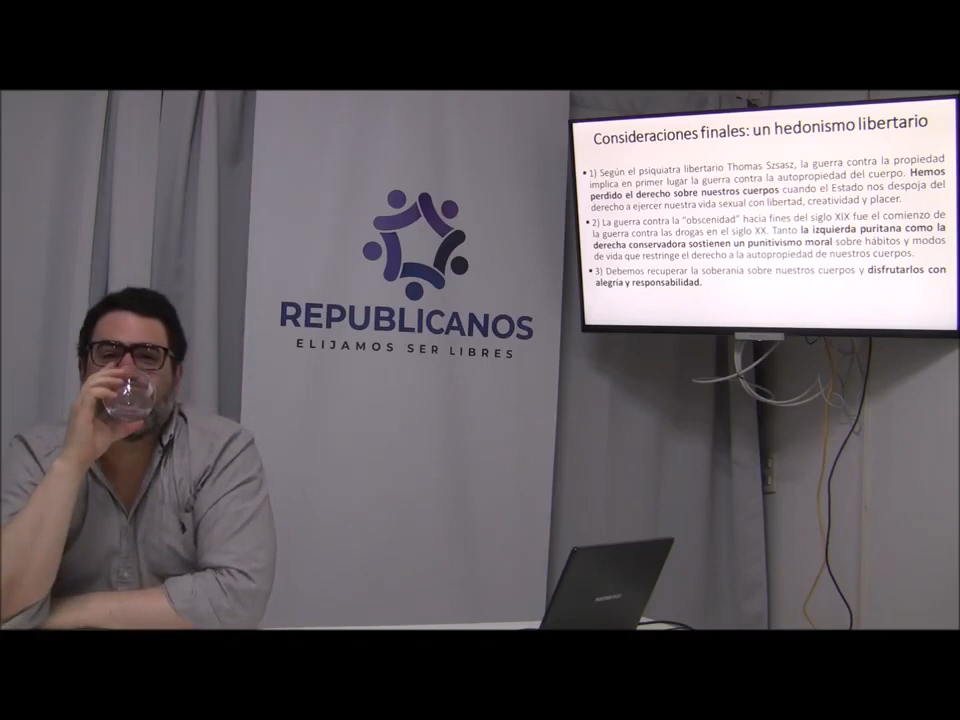 REPUBLICANOS
ELIJAMOS SER LIBRES
Consideraciones finales: un hedonismo libertario
▪ 1) Según el psiquiatra libertario Thomas Szsasz, la guerra contra la propiedad
implica en primer lugar la guerra contra la autopropiedad del cuerpo. Hemos
perdido el derecho sobre nuestros cuerpos cuando el Estado nos despoja del
derecho a ejercer nuestra vida sexual con libertad, creatividad y placer.
▪ 2) La guerra contra la "obscenidad" hacia fines del siglo XIX fue el comienzo de
la guerra contra las drogas en el siglo XX. Tanto la izquierda puritana como la
derecha conservadora sostienen un punitivismo moral sobre hábitos y modos
de vida que restringe el derecho a la autopropiedad de nuestros cuerpos.
▪ 3) Debemos recuperar la soberanía sobre nuestros cuerpos y disfrutarlos con
alegría y responsabilidad.